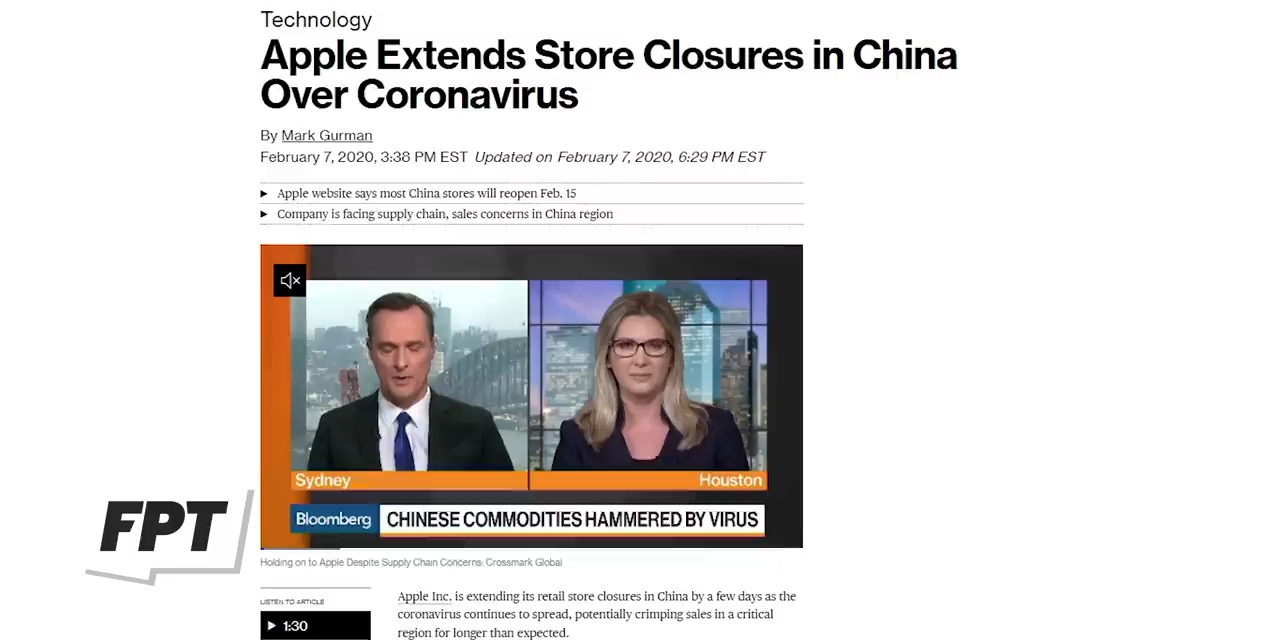 Technology
Apple Extends Store Closures in China
Over Coronavirus
By Mark Gurman
February 7, 2020, 3:38 PM EST Updated on February 7, 2020, 6:29 PM EST
Apple website says most China stores will reopen Feb. 15
Company is facing supply chain, sales concerns in China region
Sydney
Houston
Bloomberg
CHINESE COMMODITIES HAMMERED BY VIRUS
FPT
Holding on to Apple Despite Supply Chain Concerns: Crossmark Global
LISTEN TO ARTICLE
1:30
Apple Inc. is extending its retail store closures in China by a few days as the
coronavirus continues to spread, potentially crimping sales in a critical
region for longer than expected.